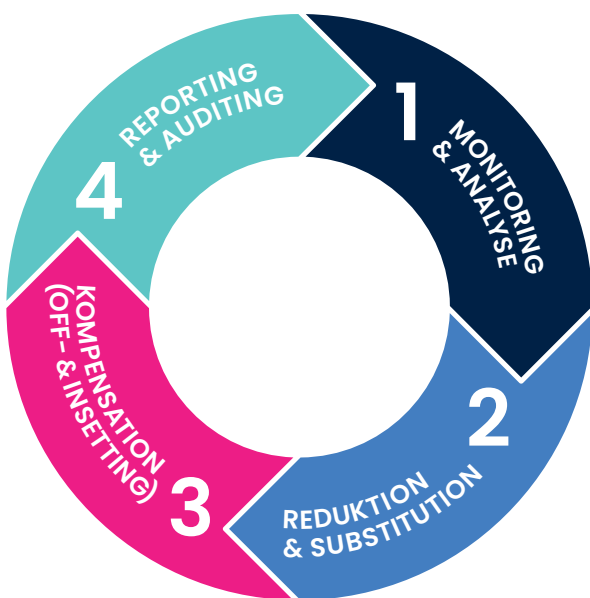 1
MONITORING
& ANALYSE
2
REDUKTION
& SUBSTITUTION
3
KOMPENSATION
(OFF– & INSETTING)
4
REPORTING
& AUDITING